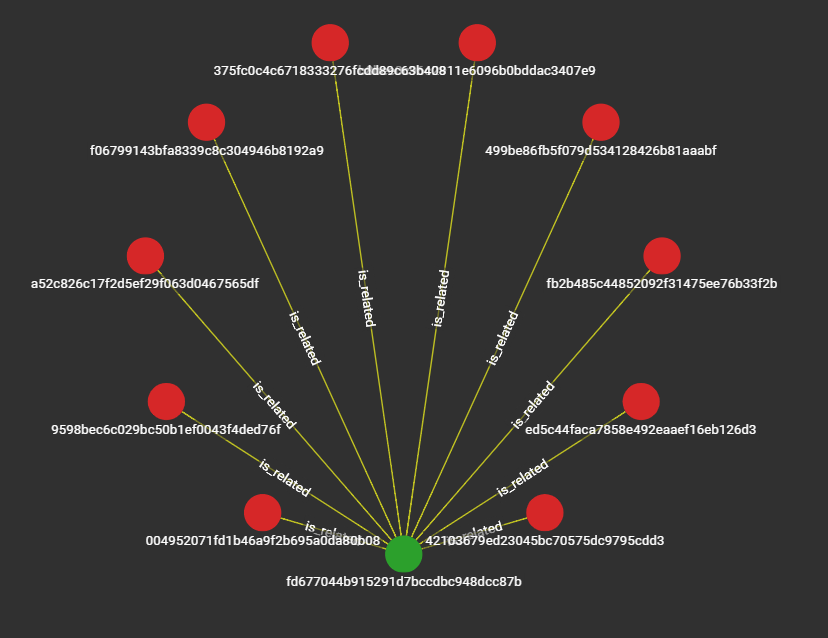 f06799143bfa8339c8c304946b8192a9
499be86fb5f079d534128426b81aaabf
a52c826c17f2d5ef29f063d0467565df
fb2b485c44852092f31475ee76b33f2b
is_related
is_related
is_related
is_related
is_related
is_related
9598bec6c029bc50b1ef0043f4ded76f
ed5c44faca7858e492eaaef16eb126d3
is_related
is_related
is_related
is_related
004952071fd1b46a9f2b695a0da80b08
42103679ed23045bc70575dc9795cdd3
fd677044b915291d7bccdbc948dcc87b